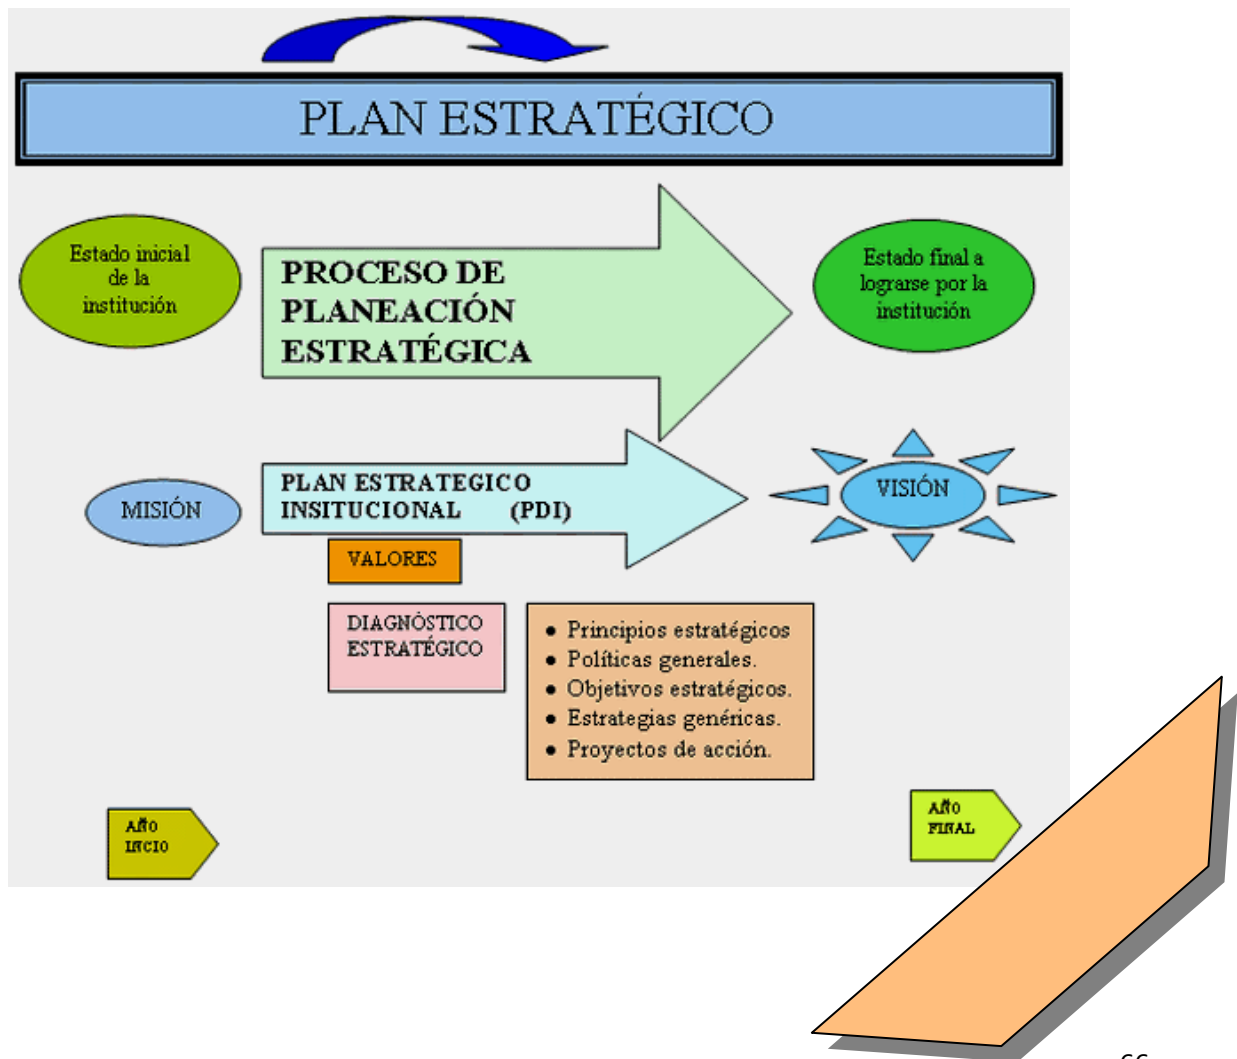 PLAN ESTRATÉGICO
Estado inicial
de la
institución
PROCESO DE
PLANEACIÓN
ESTRATÉGICA
Estado final a
lograrse por la
institución
MISIÓN
PLAN ESTRATEGICO
INSITUCIONAL (PDI)
VISIÓN
VALORES
DIAGNÓSTICO
ESTRATÉGICO
● Principios estratégicos
● Políticas generales.
● Objetivos estratégicos.
● Estrategias genéricas.
● Proyectos de acción.
AÑO
INCIO
AÑO
FINAL